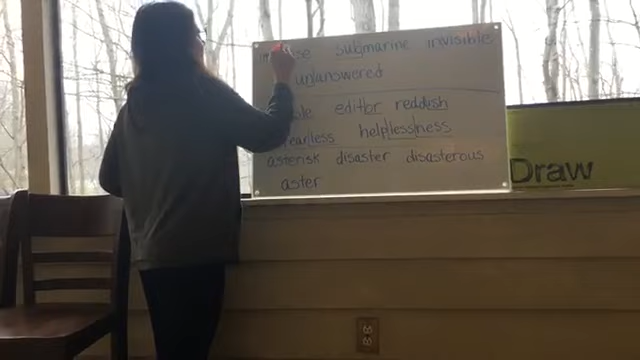 submarine invisible
unanswered
editor reddish
fearless helplessness
asterisk disaster disasterous
aster
Draw